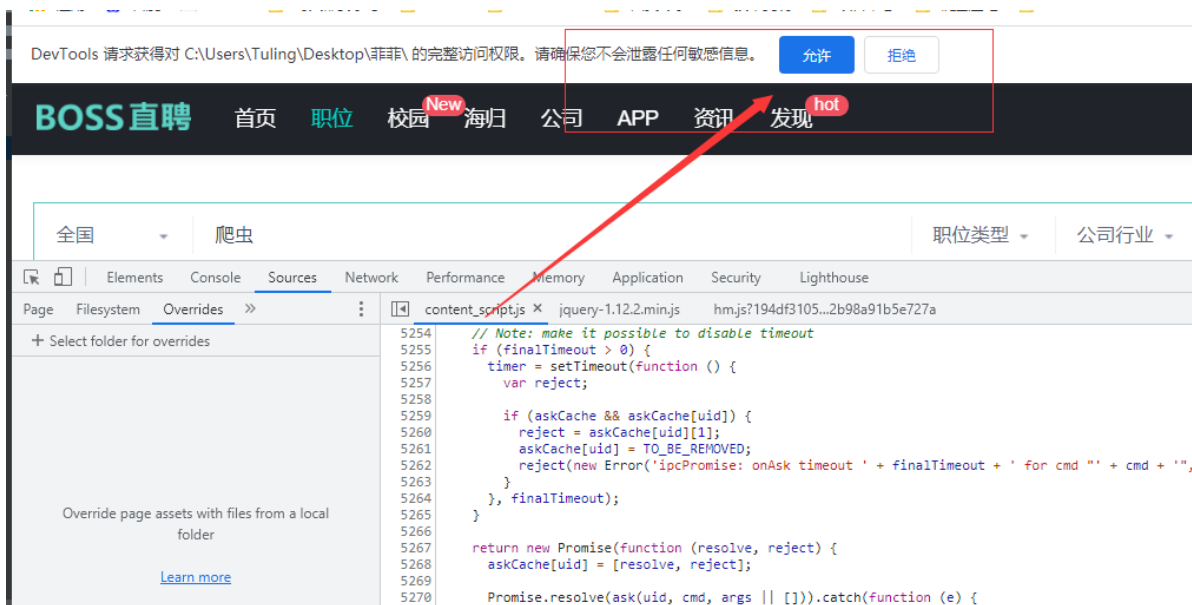 DevTools 请求获得对 C:\Users\Tuling\Desktop\菲菲\ 的完整访问权限。请确保您不会泄露任何敏感信息。 允许 拒绝
BOSS直聘 首页 职位 校园 New 海归 公司 APP 资讯 发现 hot
全国 爬虫 职位类型 公司行业
Elements Console Sources Network Performance Memory Application Security Lighthouse
Page Filesystem Overrides » content_script.js × jquery-1.12.2.min.js hm.js?194df3105...2b98a91b5e727a
+ Select folder for overrides
5254 // Note: make it possible to disable timeout
5255 if (finalTimeout > 0) {
5256 timer = setTimeout(function () {
5257 var reject;
5258
5259 if (askCache && askCache[uid]) {
5260 reject = askCache[uid][1];
5261 askCache[uid] = TO_BE_REMOVED;
5262 reject(new Error('ipcPromise: onAsk timeout ' + finalTimeout + ' for cmd "' + cmd + '",
5263 }
5264 }, finalTimeout);
5265 }
5266
5267 return new Promise(function (resolve, reject) {
5268 askCache[uid] = [resolve, reject];
5269
5270 Promise.resolve(ask(uid, cmd, args || [])).catch(function (e) {
Override page assets with files from a local
folder
Learn more